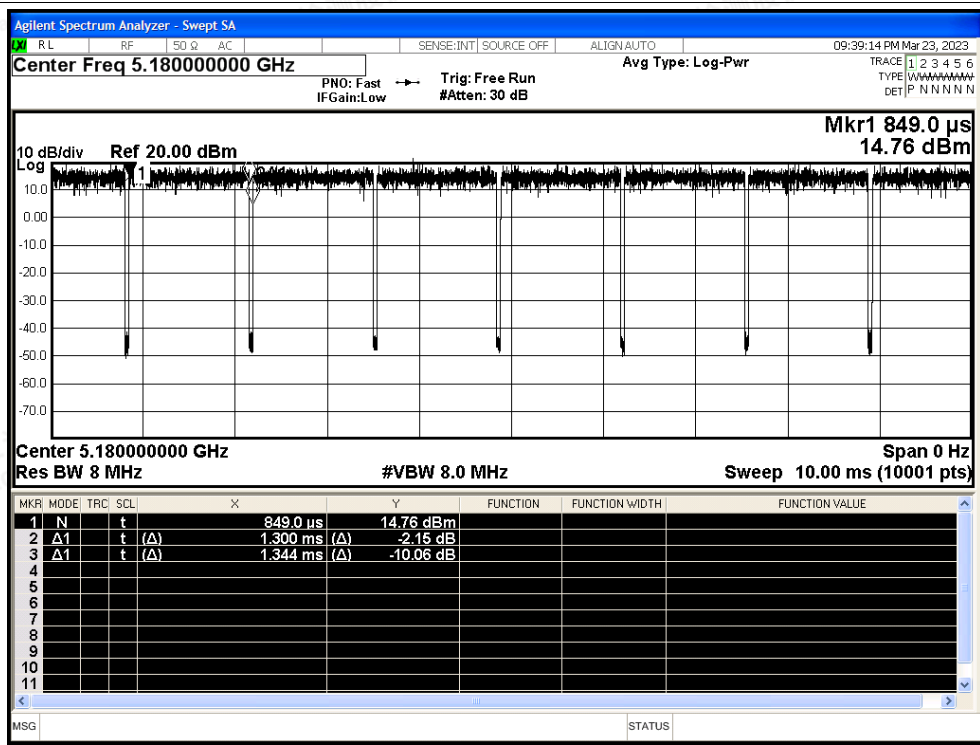 Agilent Spectrum Analyzer - Swept SA
LXI RL RF 50 Ω AC SENSE:INT SOURCE OFF ALIGN AUTO 09:39:14 PM Mar 23, 2023
Center Freq 5.180000000 GHz Avg Type: Log-Pwr TRACE 1 2 3 4 5 6
PNO: Fast Trig: Free Run TYPE WWWWWW
IFGain:Low #Atten: 30 dB DET P N N N N N
Mkr1 849.0 µs
10 dB/div Ref 20.00 dBm 14.76 dBm
Log
1
10.0
0.00
-10.0
-20.0
-30.0
-40.0
-50.0
-60.0
-70.0
Center 5.180000000 GHz Span 0 Hz
Res BW 8 MHz #VBW 8.0 MHz Sweep 10.00 ms (10001 pts)
MKR MODE TRC SCL X Y FUNCTION FUNCTION WIDTH FUNCTION VALUE
1 N t 849.0 µs 14.76 dBm
2 Δ1 t (Δ) 1.300 ms (Δ) -2.15 dB
3 Δ1 t (Δ) 1.344 ms (Δ) -10.06 dB
4
5
6
7
8
9
10
11
MSG STATUS